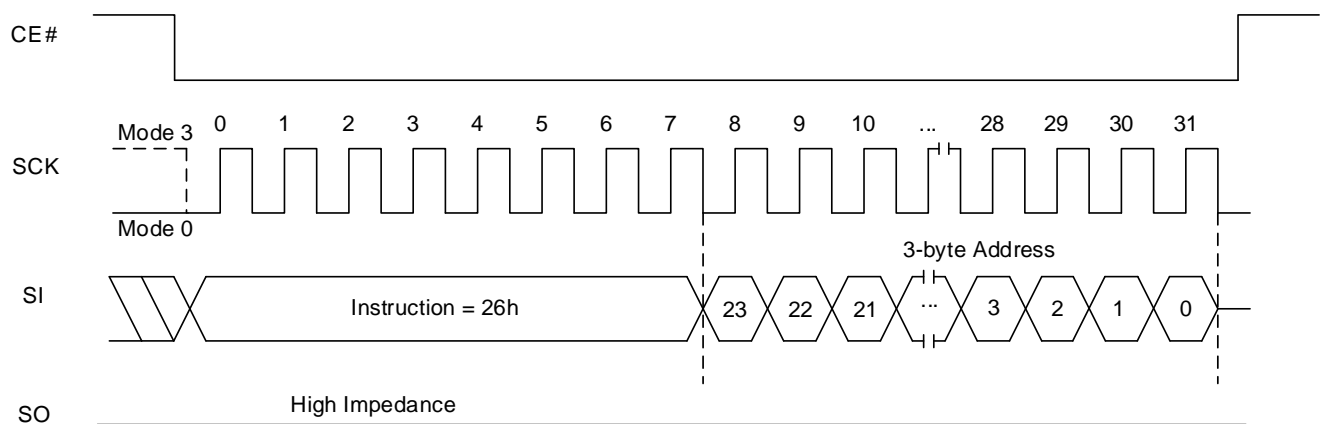 CE#
Mode 3
0 1 2 3 4 5 6 7 8 9 10 ... 28 29 30 31
SCK
Mode 0
3-byte Address
SI
Instruction = 26h
23 22 21 ... 3 2 1 0
High Impedance
SO